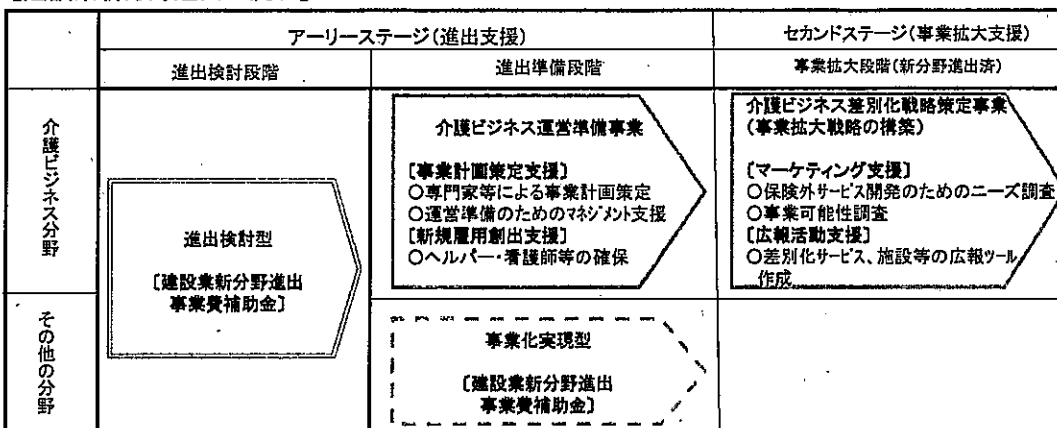 アーリーステージ(進出支援)
セカンドステージ(事業拡大支援)
進出検討段階
進出準備段階
事業拡大段階(新分野進出済)
介護ビジネス分野
進出検討型
[建設業新分野進出
事業費補助金]
介護ビジネス運営準備事業
[事業計画策定支援]
○専門家等による事業計画策定
○運営準備のためのマネジメント支援
[新規雇用創出支援]
○ヘルパー・看護師等の確保
介護ビジネス差別化戦略策定事業
(事業拡大戦略の構築)
[マーケティング支援]
○保険外サービス開発のためのニーズ調査
○事業可能性調査
[広報活動支援]
○差別化サービス、施設等の広報ツール
作成
その他の分野
事業化実現型
[建設業新分野進出
事業費補助金]